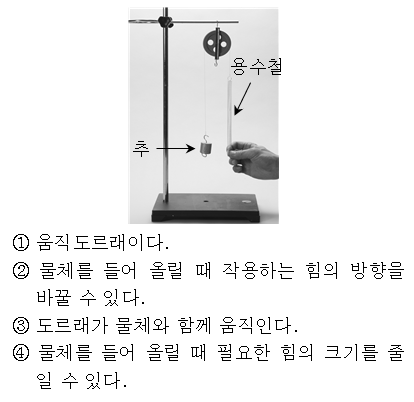 용수철
추
① 움직도르래이다.
② 물체를 들어 올릴 때 작용하는 힘의 방향을
바꿀 수 있다.
③ 도르래가 물체와 함께 움직인다.
④ 물체를 들어 올릴 때 필요한 힘의 크기를 줄
일 수 있다.